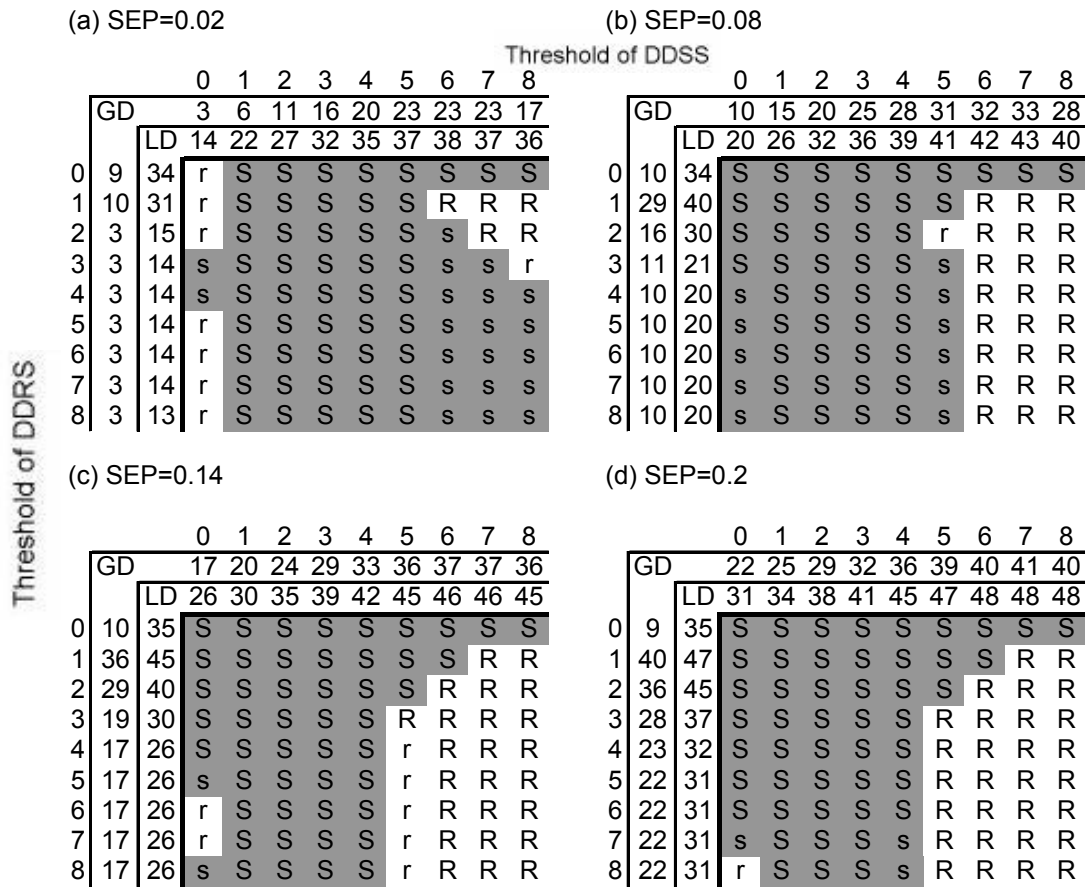 (a) SEP=0.02
(b) SEP=0.08
Threshold of DDSS
0 1 2 3 4 5 6 7 8
GD 3 6 11 16 20 23 23 23 17
LD 14 22 27 32 35 37 38 37 36
0 9 34 r S S S S S S S S
1 10 31 r S S S S S R R R
2 3 15 r S S S S S s R R
3 3 14 s S S S S S s s r
4 3 14 s S S S S S s s s
5 3 14 r S S S S S s s s
6 3 14 r S S S S S s s s
7 3 14 r S S S S S s s s
8 3 13 r S S S S S s s s
0 1 2 3 4 5 6 7 8
GD 10 15 20 25 28 31 32 33 28
LD 20 26 32 36 39 41 42 43 40
0 10 34 S S S S S S S S S
1 29 40 S S S S S S R R R
2 16 30 S S S S S r R R R
3 11 21 S S S S S s R R R
4 10 20 s S S S S s R R R
5 10 20 s S S S S s R R R
6 10 20 s S S S S s R R R
7 10 20 s S S S S s R R R
8 10 20 s S S S S s R R R
Threshold of DDRS
(c) SEP=0.14
(d) SEP=0.2
0 1 2 3 4 5 6 7 8
GD 17 20 24 29 33 36 37 37 36
LD 26 30 35 39 42 45 46 46 45
0 10 35 S S S S S S S S S
1 36 45 S S S S S S S R R
2 29 40 S S S S S S R R R
3 19 30 S S S S S R R R R
4 17 26 S S S S S r R R R
5 17 26 s S S S S r R R R
6 17 26 r S S S S r R R R
7 17 26 r S S S S r R R R
8 17 26 s S S S S r R R R
0 1 2 3 4 5 6 7 8
GD 22 25 29 32 36 39 40 41 40
LD 31 34 38 41 45 47 48 48 48
0 9 35 S S S S S S S S S
1 40 47 S S S S S S S R R
2 36 45 S S S S S S R R R
3 28 37 S S S S S R R R R
4 23 32 S S S S S R R R R
5 22 31 S S S S S R R R R
6 22 31 S S S S S R R R R
7 22 31 s S S S s R R R R
8 22 31 r S S S s R R R R